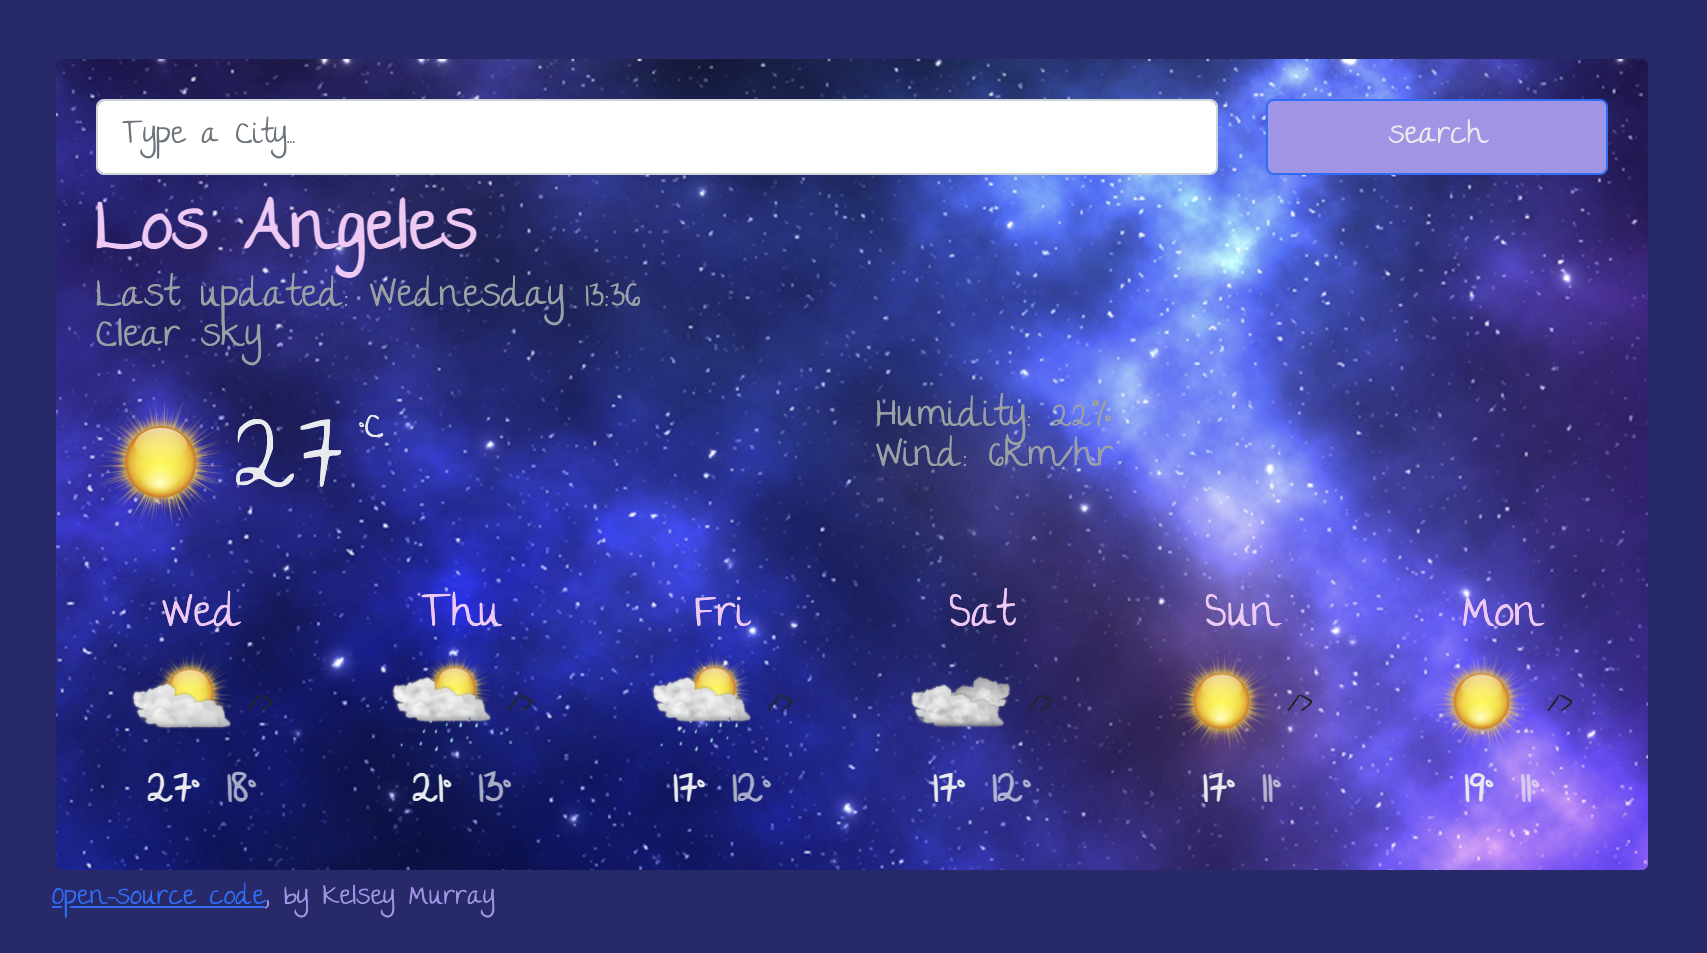 Type a City...
search
Los Angeles
Last updated: Wednesday 13:36
Clear sky
27 °C
Humidity: 22%
Wind: 6km/hr
Wed Thu Fri Sat Sun Mon
/> /> /> /> /> />
27° 18° 21° 13° 17° 12° 17° 12° 17° 11° 19° 11°
Open-source code, by Kelsey Murray